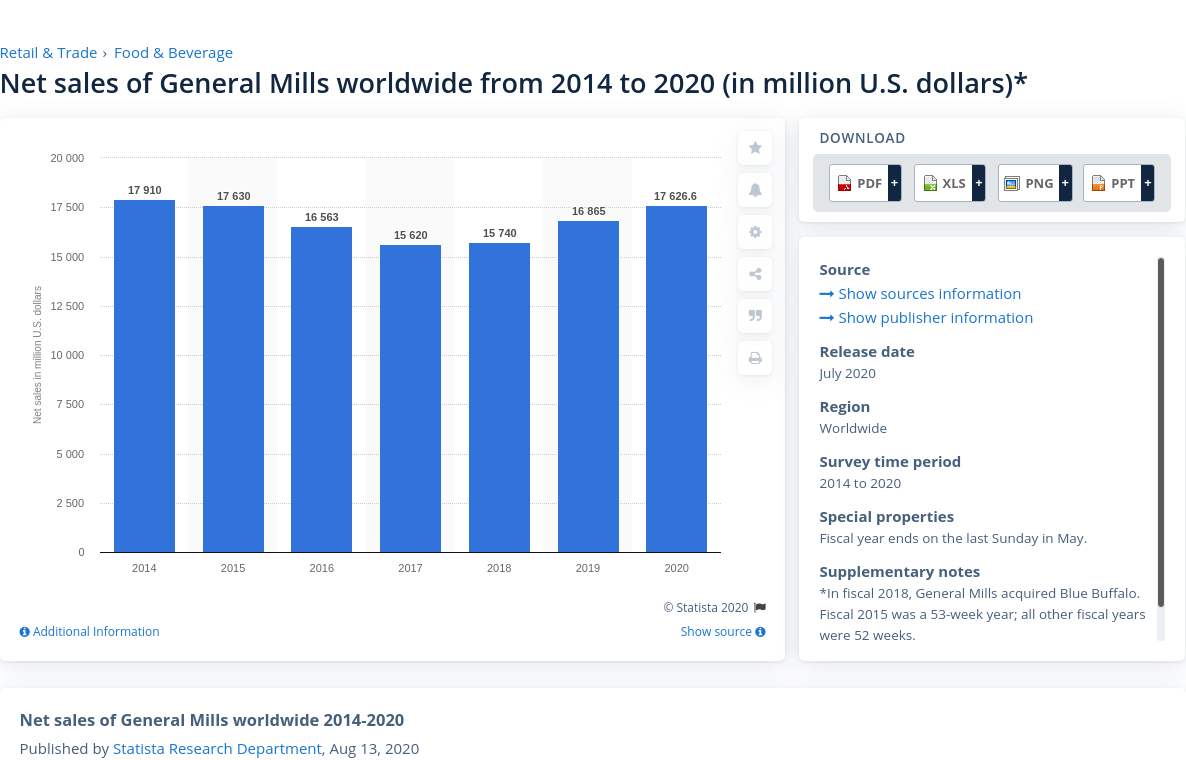 Retail & Trade › Food & Beverage
Net sales of General Mills worldwide from 2014 to 2020 (in million U.S. dollars)*
Net sales in million U.S. dollars
20 000
17 500
15 000
12 500
10 000
7 500
5 000
2 500
0
17 910
17 630
16 563
15 620
15 740
16 865
17 626.6
2014
2015
2016
2017
2018
2019
2020
© Statista 2020
Additional Information
Show source
DOWNLOAD
PDF +
XLS +
PNG +
PPT +
Source
Show sources information
Show publisher information
Release date
July 2020
Region
Worldwide
Survey time period
2014 to 2020
Special properties
Fiscal year ends on the last Sunday in May.
Supplementary notes
*In fiscal 2018, General Mills acquired Blue Buffalo.
Fiscal 2015 was a 53-week year; all other fiscal years
were 52 weeks.
Net sales of General Mills worldwide 2014-2020
Published by Statista Research Department, Aug 13, 2020